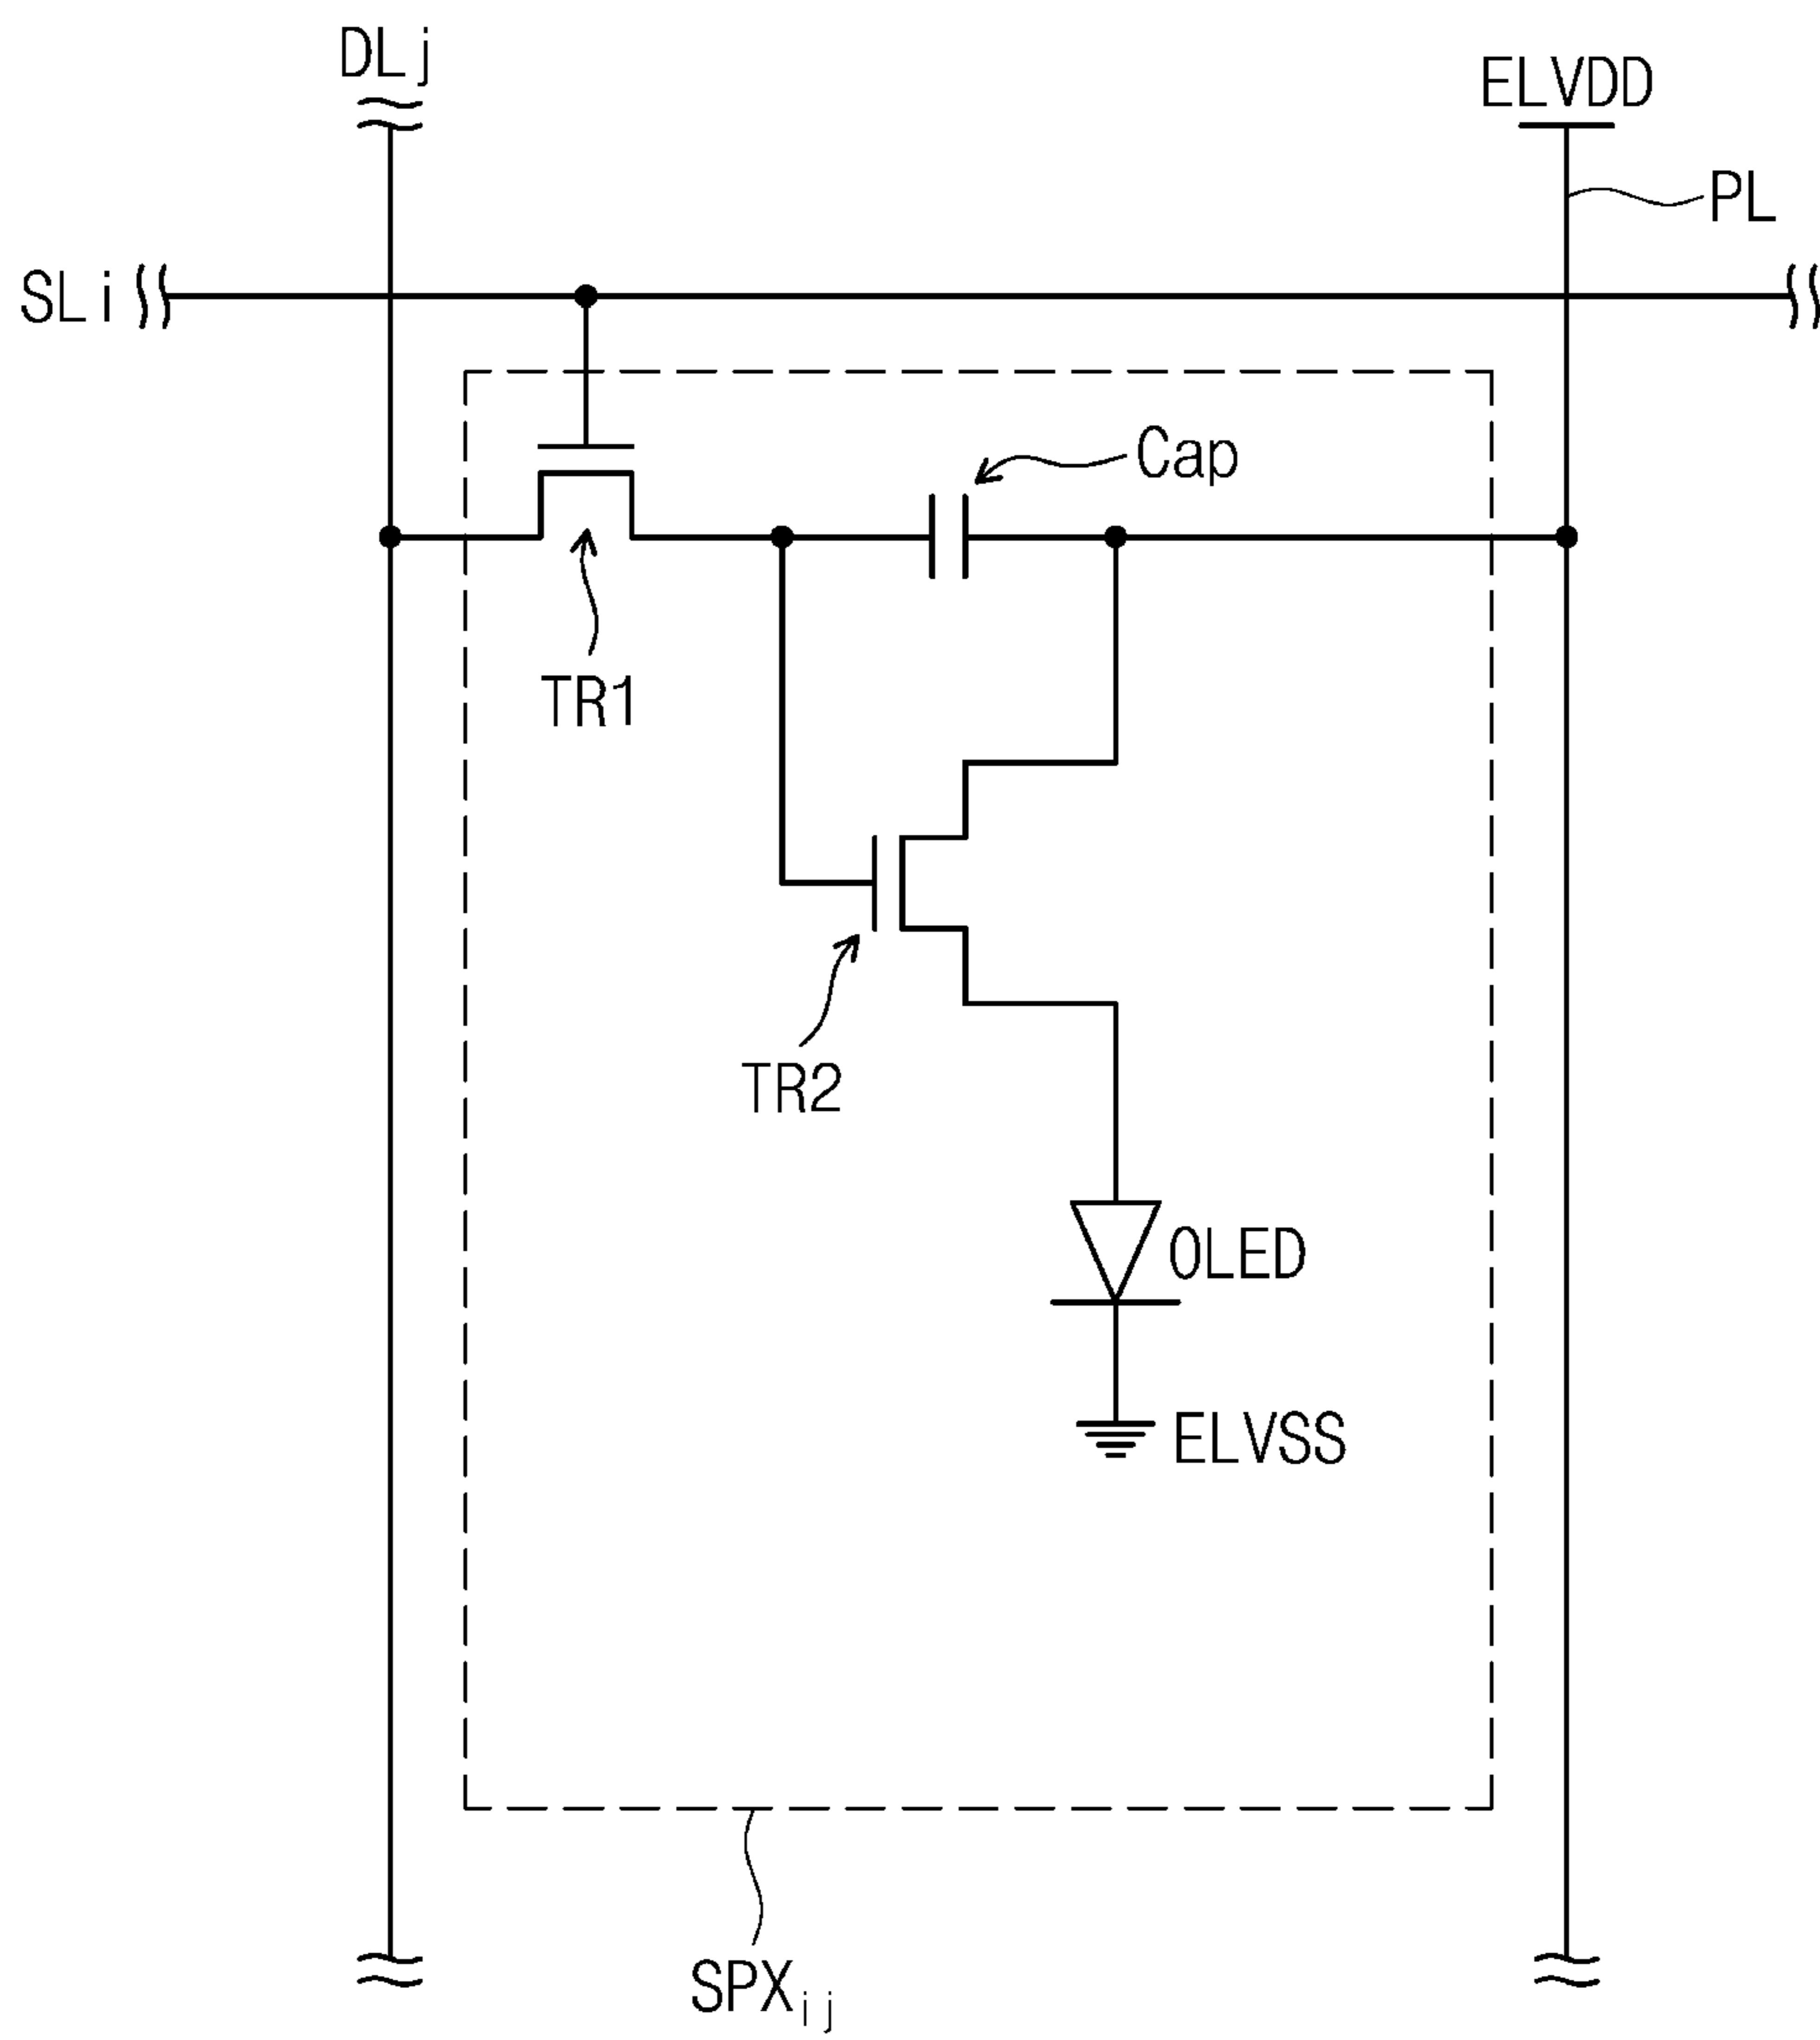 DLj
ELVDD
PL
SLi
Cap
TR1
TR2
OLED
ELVSS
SPXij